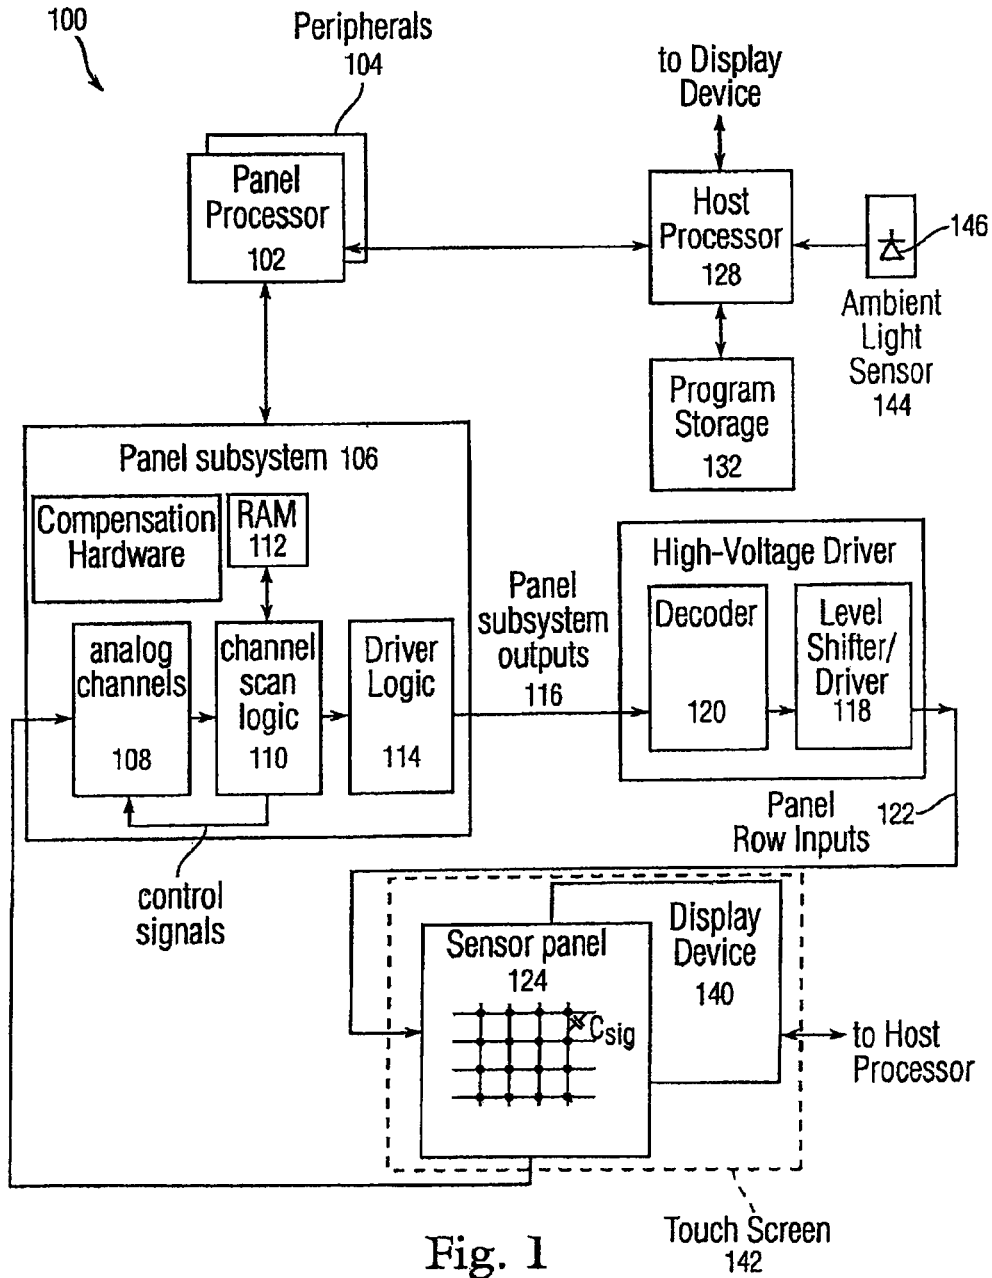 100
Peripherals
104
to Display
Device
Panel
Processor
102
Host
Processor
128
146
Ambient
Light
Sensor
144
Program
Storage
132
Panel subsystem 106
Compensation
Hardware
RAM
112
analog
channels
108
channel
scan
logic
110
Driver
Logic
114
control
signals
Panel
subsystem
outputs
116
High-Voltage Driver
Decoder
120
Level
Shifter/
Driver
118
Panel
Row Inputs
122
Sensor panel
124
Csig
Display
Device
140
to Host
Processor
Touch Screen
142
Fig. 1